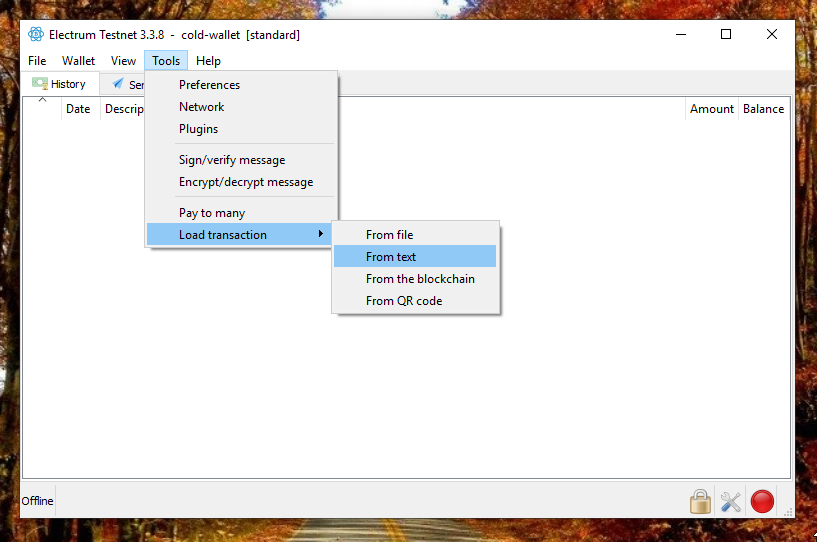 Electrum Testnet 3.3.8 - cold-wallet [standard]
File Wallet View Tools Help
History Sen
Date Descrip Amount Balance
Preferences
Network
Plugins
Sign/verify message
Encrypt/decrypt message
Pay to many
Load transaction
From file
From text
From the blockchain
From QR code
Offline